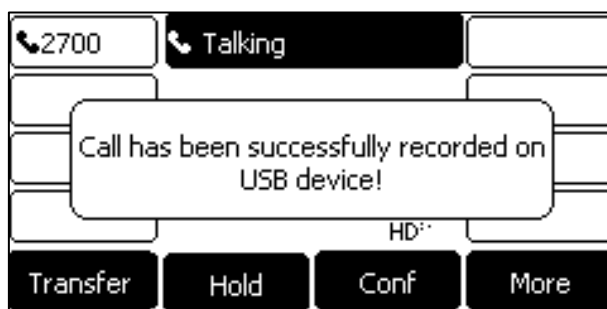 2700 Talking
Call has been successfully recorded on
USB device!
HD
Transfer Hold Conf More